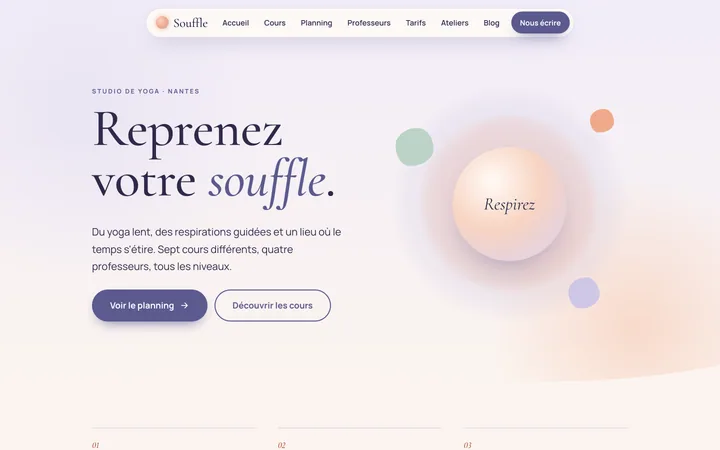 Souffle Accueil Cours Planning Professeurs Tarifs Ateliers Blog Nous écrire
STUDIO DE YOGA · NANTES
Reprenez
votre souffle.
Respirez
Du yoga lent, des respirations guidées et un lieu où le
temps s'étire. Sept cours différents, quatre
professeurs, tous les niveaux.
Voir le planning → Découvrir les cours
01 02 03